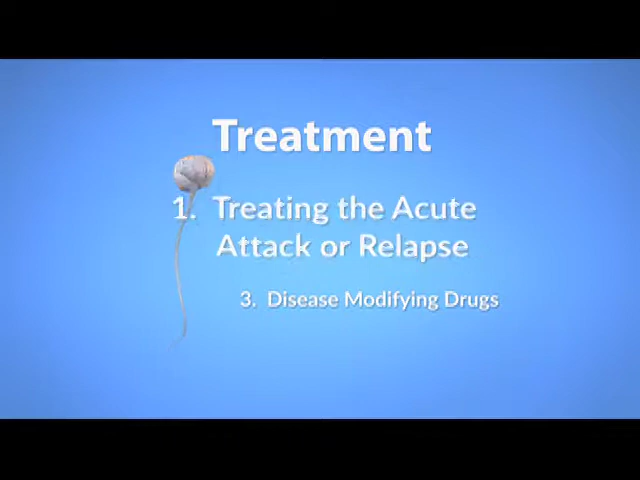 Treatment
1. Treating the Acute
Attack or Relapse
3. Disease Modifying Drugs